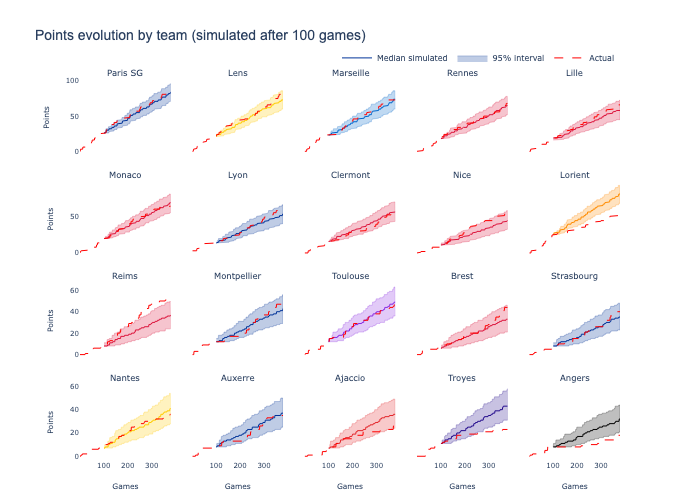 Points evolution by team (simulated after 100 games)
Median simulated 95% interval Actual
Paris SG Lens Marseille Rennes Lille
100
50
0
Points
Monaco Lyon Clermont Nice Lorient
50
0
Points
Reims Montpellier Toulouse Brest Strasbourg
60
40
20
0
Points
Nantes Auxerre Ajaccio Troyes Angers
60
40
20
0
Points
100 200 300 100 200 300 100 200 300 100 200 300 100 200 300
Games Games Games Games Games